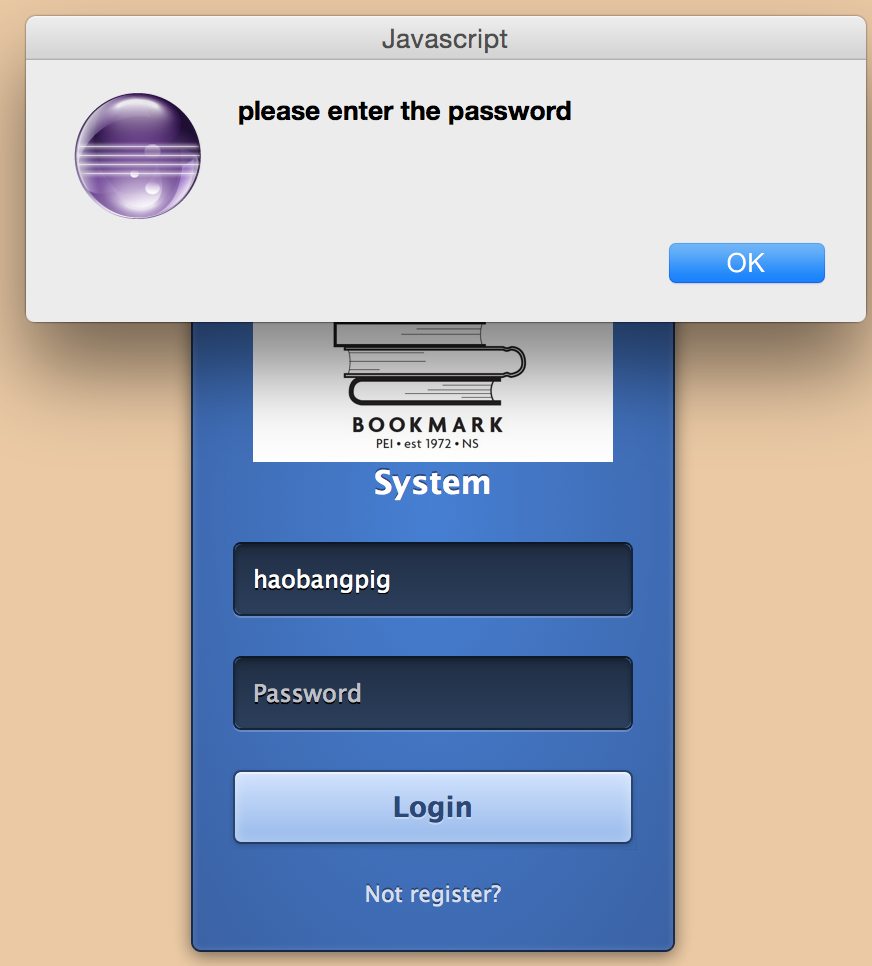 Javascript
please enter the password
OK
BOOKMARK
PEI • est 1972 • NS
System
haobangpig
Password
Login
Not register?